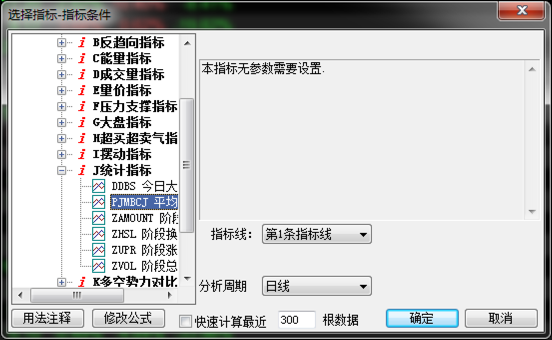 选择指标-指标条件
i B反趋向指标
i C能量指标
i D成交量指标
i E量价指标
i F压力支撑指标
i G大盘指标
i H超买超卖气指
i I摆动指标
i J统计指标
DDBS 今日大
PJMBCJ 平均
ZAMOUNT 阶段
ZHSL 阶段换
ZUPR 阶段张
ZVOL 阶段总
i K多空势力对比
本指标无参数需要设置.
指标线: 第1条指标线
分析周期 日线
用法注释 修改公式 快速计算最近 300 根数据 确定 取消